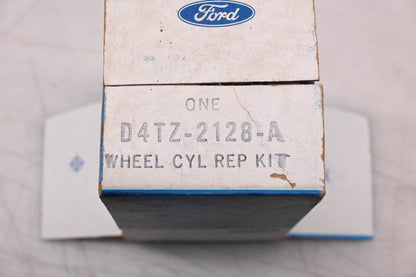 Ford
ONE
D4TZ-2128-A
WHEEL CYL REP KIT